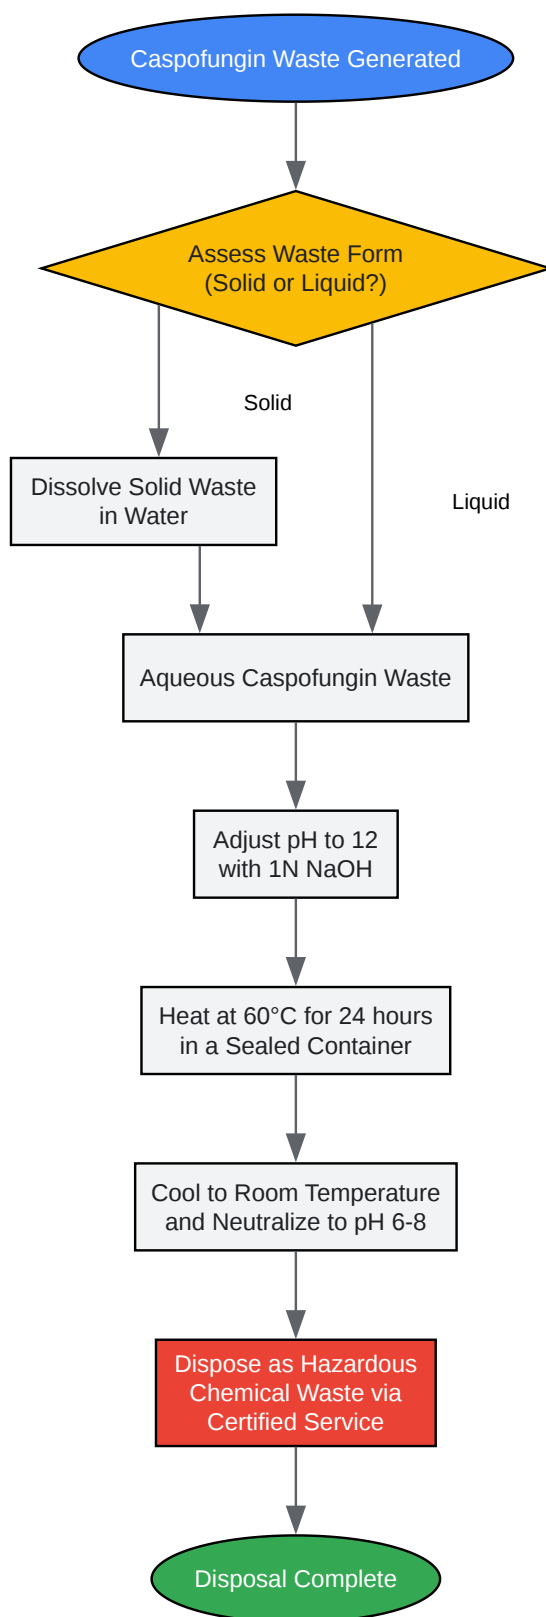 Caspofungin Waste Generated
Assess Waste Form
(Solid or Liquid?)
Solid
Dissolve Solid Waste
in Water
Liquid
Aqueous Caspofungin Waste
Adjust pH to 12
with 1N NaOH
Heat at 60°C for 24 hours
in a Sealed Container
Cool to Room Temperature
and Neutralize to pH 6-8
Dispose as Hazardous
Chemical Waste via
Certified Service
Disposal Complete